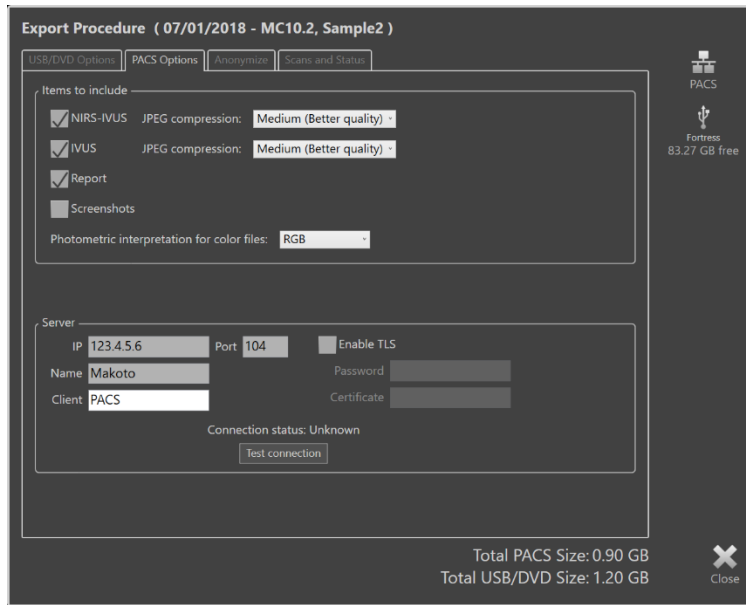 Export Procedure ( 07/01/2018 - MC10.2, Sample2 )
USB/DVD Options PACS Options Anonymize Scans and Status
PACS
Fortress
83.27 GB free
Items to include
NIRS-IVUS JPEG compression: Medium (Better quality)
IVUS JPEG compression: Medium (Better quality)
Report
Screenshots
Photometric interpretation for color files: RGB
Server
IP 123.4.5.6 Port 104 Enable TLS
Name Makoto Password
Client PACS Certificate
Connection status: Unknown
Test connection
Total PACS Size: 0.90 GB
Total USB/DVD Size: 1.20 GB
Close